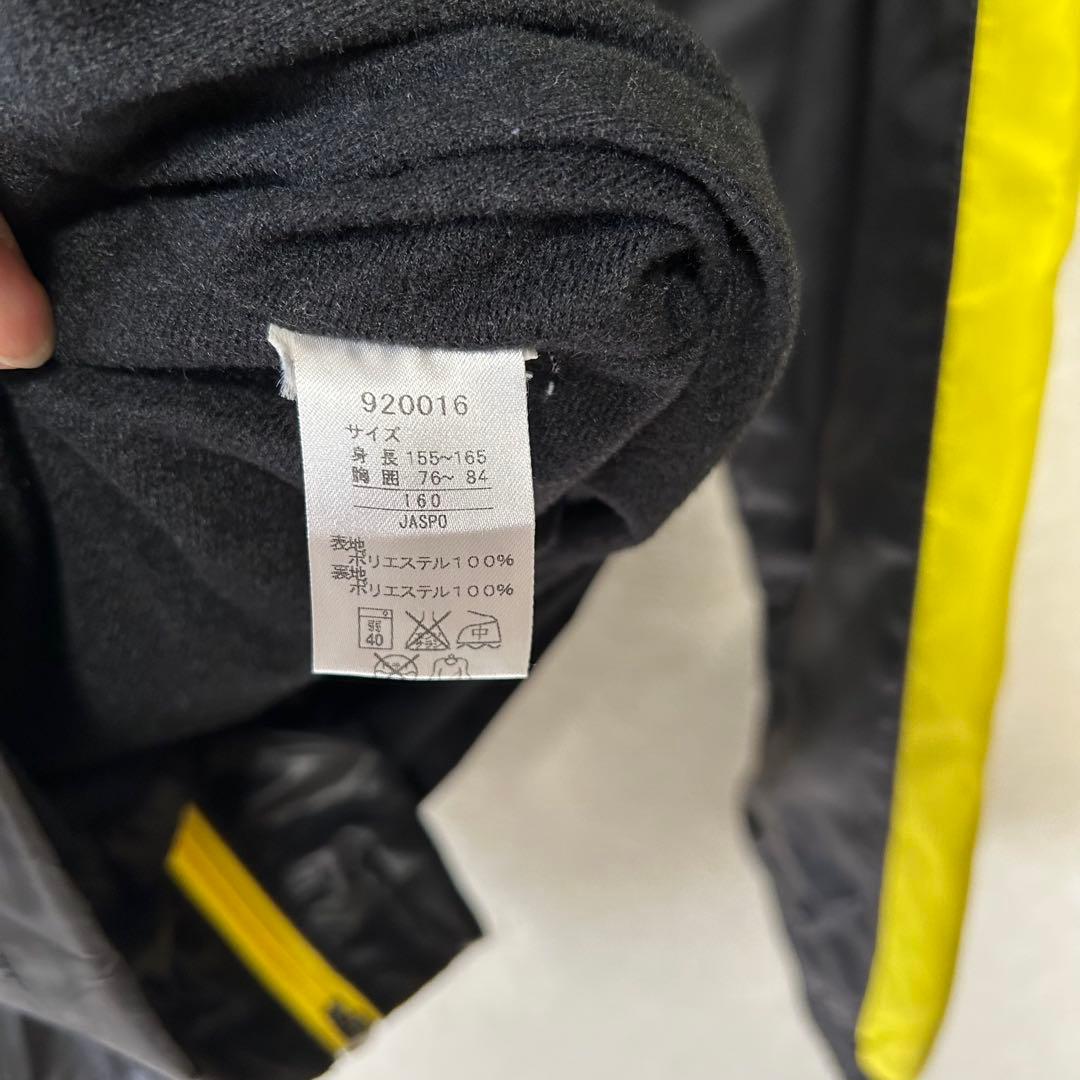 920016
サイズ
身長 155~165
胸囲 76~ 84
160
JASPO
表地
ポリエステル100%
裏地
ポリエステル100%
弱
40
中